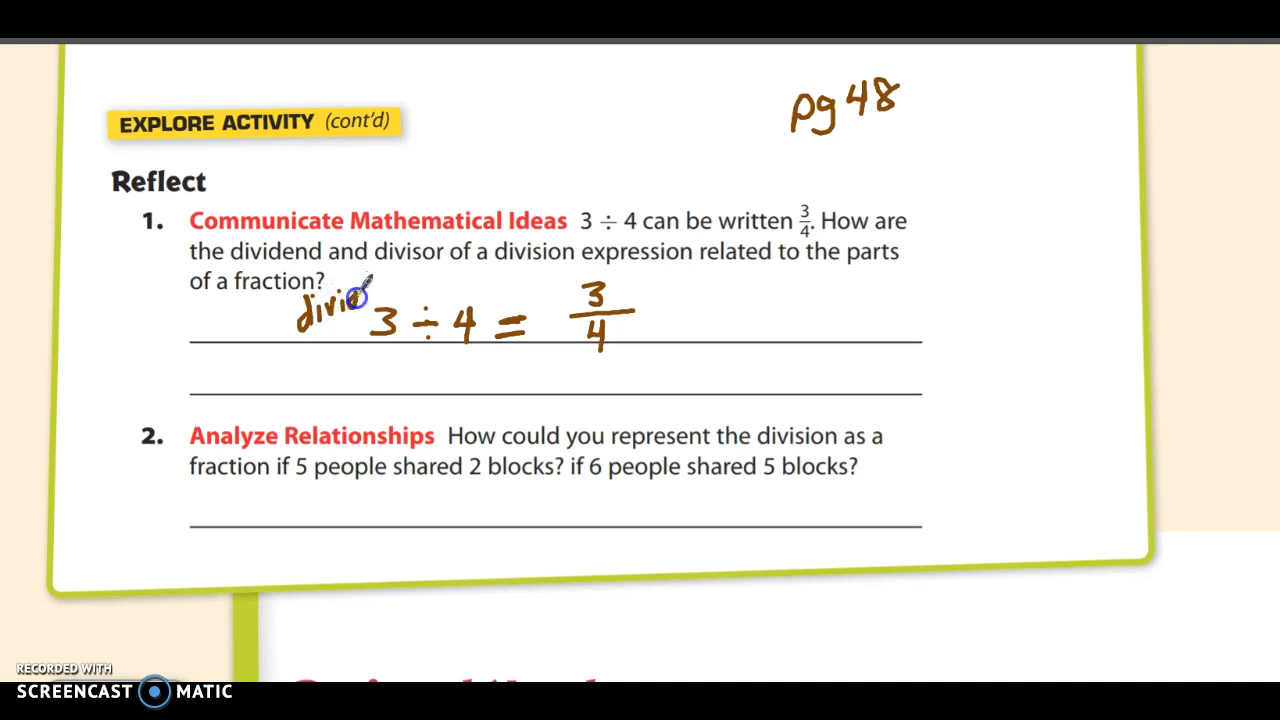 pg 48
EXPLORE ACTIVITY (cont'd)
Reflect
1. Communicate Mathematical Ideas 3 ÷ 4 can be written 3/4. How are
the dividend and divisor of a division expression related to the parts
of a fraction?
divid 3 ÷ 4 = 3/4
2. Analyze Relationships How could you represent the division as a
fraction if 5 people shared 2 blocks? if 6 people shared 5 blocks?
RECORDED WITH
SCREENCAST MATIC